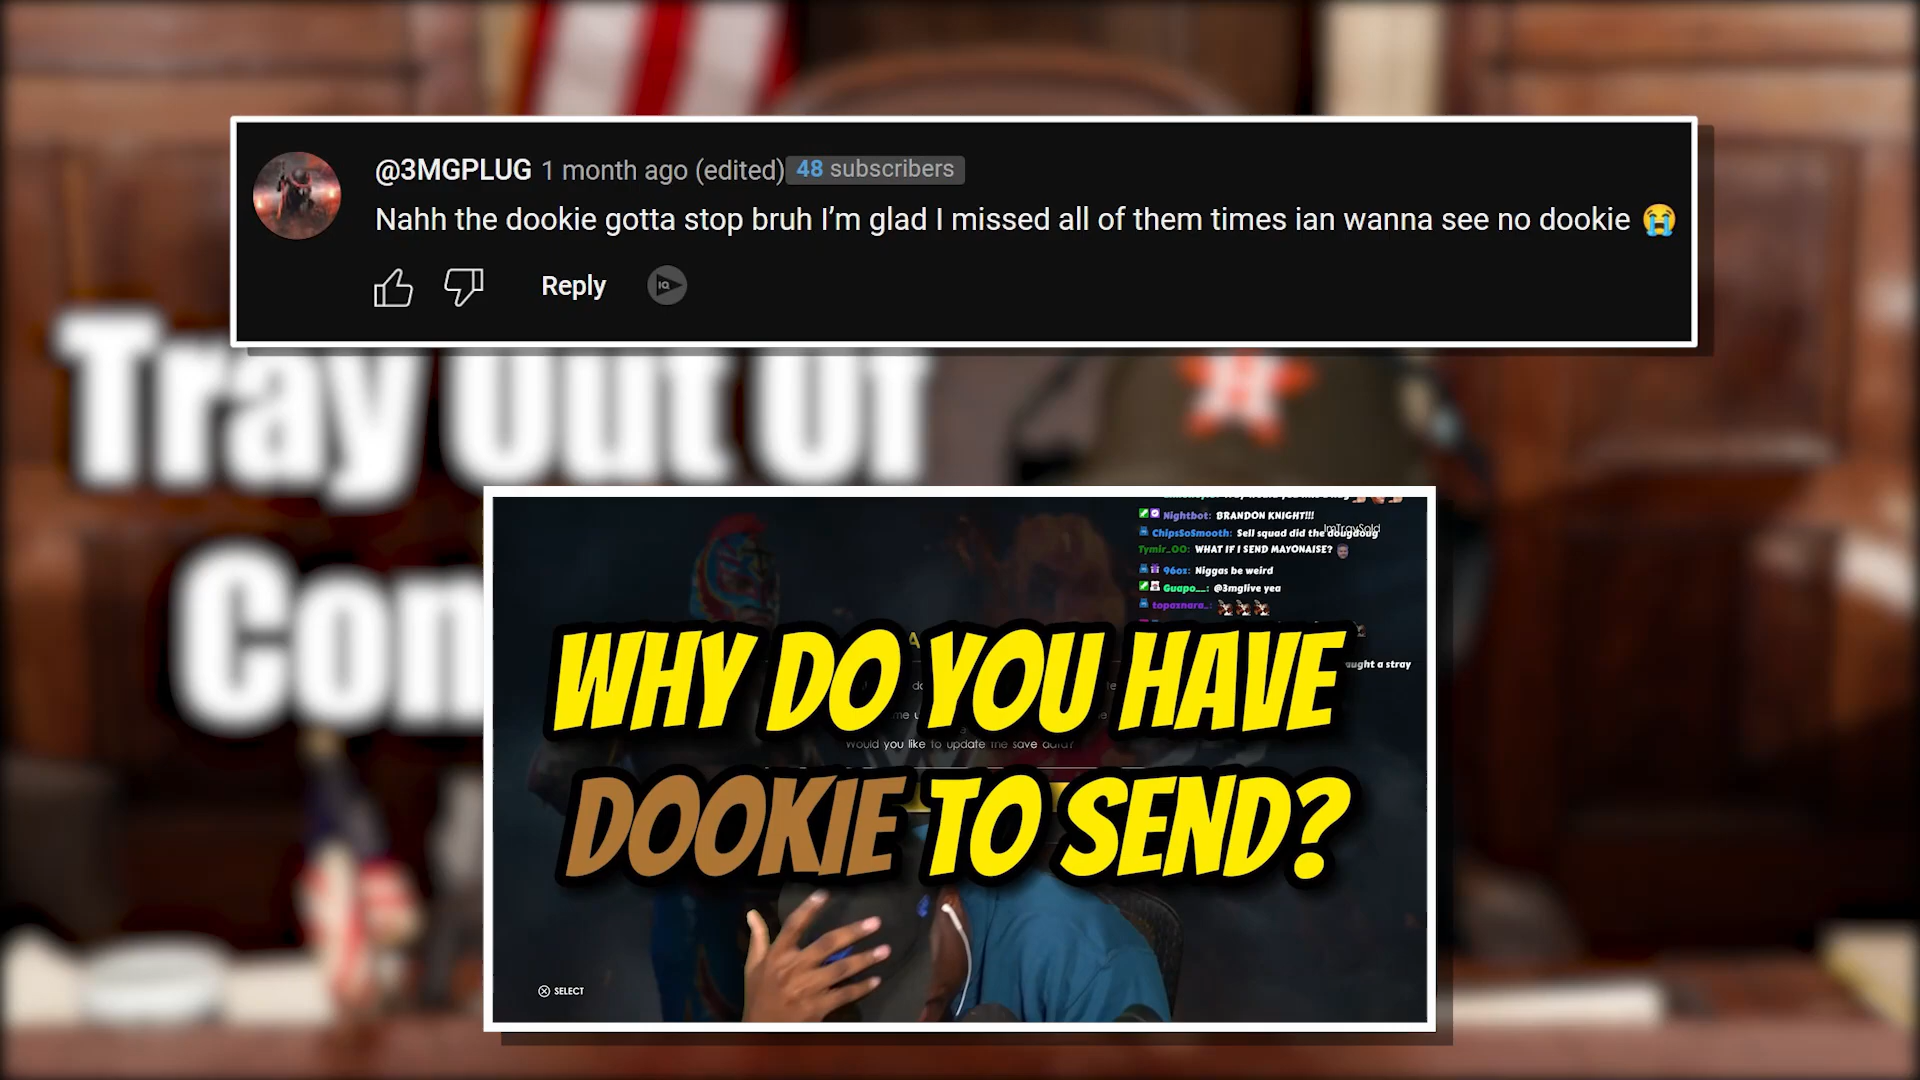 @3MGPLUG 1 month ago (edited) 48 subscribers
Nahh the dookie gotta stop bruh I’m glad I missed all of them times ian wanna see no dookie 😭
Reply
IQ
Tray Out Of
Con
Nightbot: BRANDON KNIGHT!!!
ImTraySold
ChipsSoSmooth: Sell squad did the dougdoug
Tymir_OO: WHAT IF I SEND MAYONAISE?
96oz: Niggas be weird
Guapo__: @3mglive yea
topasnara_:
aught a stray
WHY DO YOU HAVE
Would you like to update the save data?
DOOKIE TO SEND?
SELECT